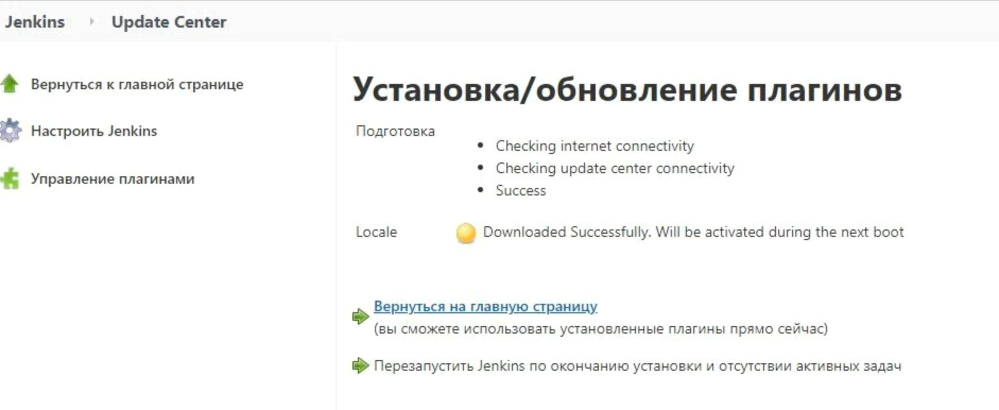 Jenkins Update Center
Вернуться к главной странице
Настроить Jenkins
Управление плагинами
Установка/обновление плагинов
Подготовка
Checking internet connectivity
Checking update center connectivity
Success
Locale Downloaded Successfully. Will be activated during the next boot
Вернуться на главную страницу
(вы сможете использовать установленные плагины прямо сейчас)
Перезапустить Jenkins по окончанию установки и отсутствии активных задач